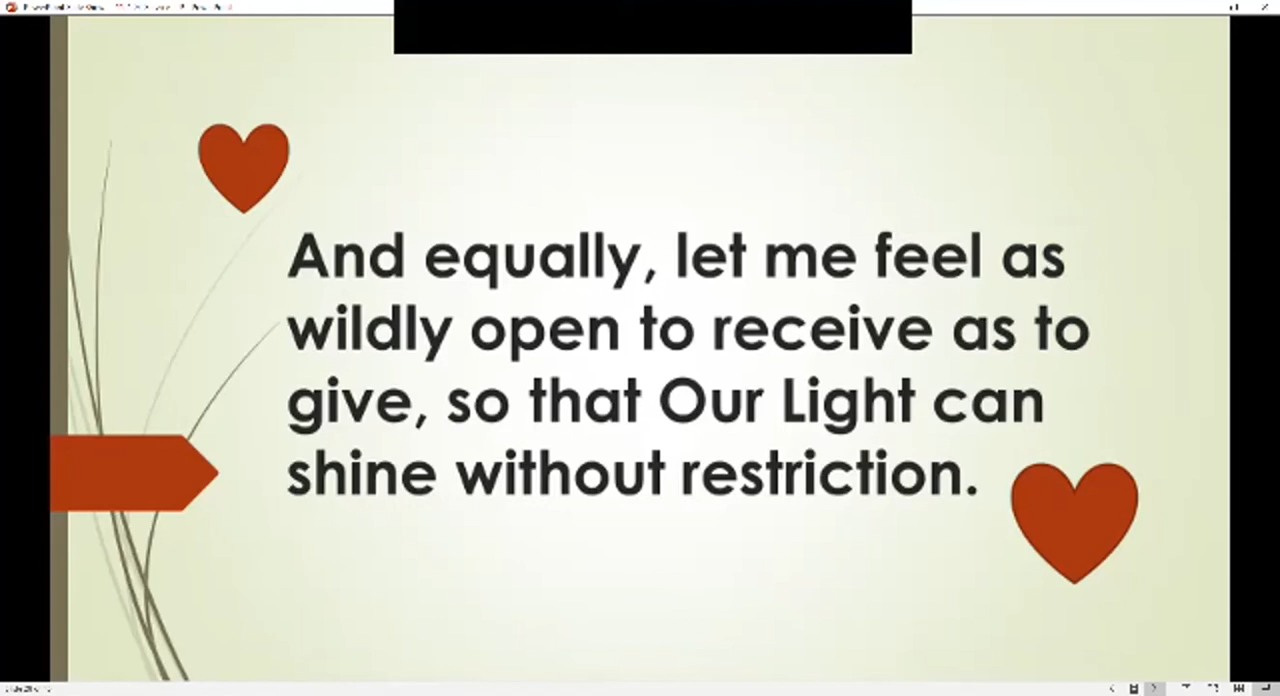 And equally, let me feel as
wildly open to receive as to
give, so that Our Light can
shine without restriction.